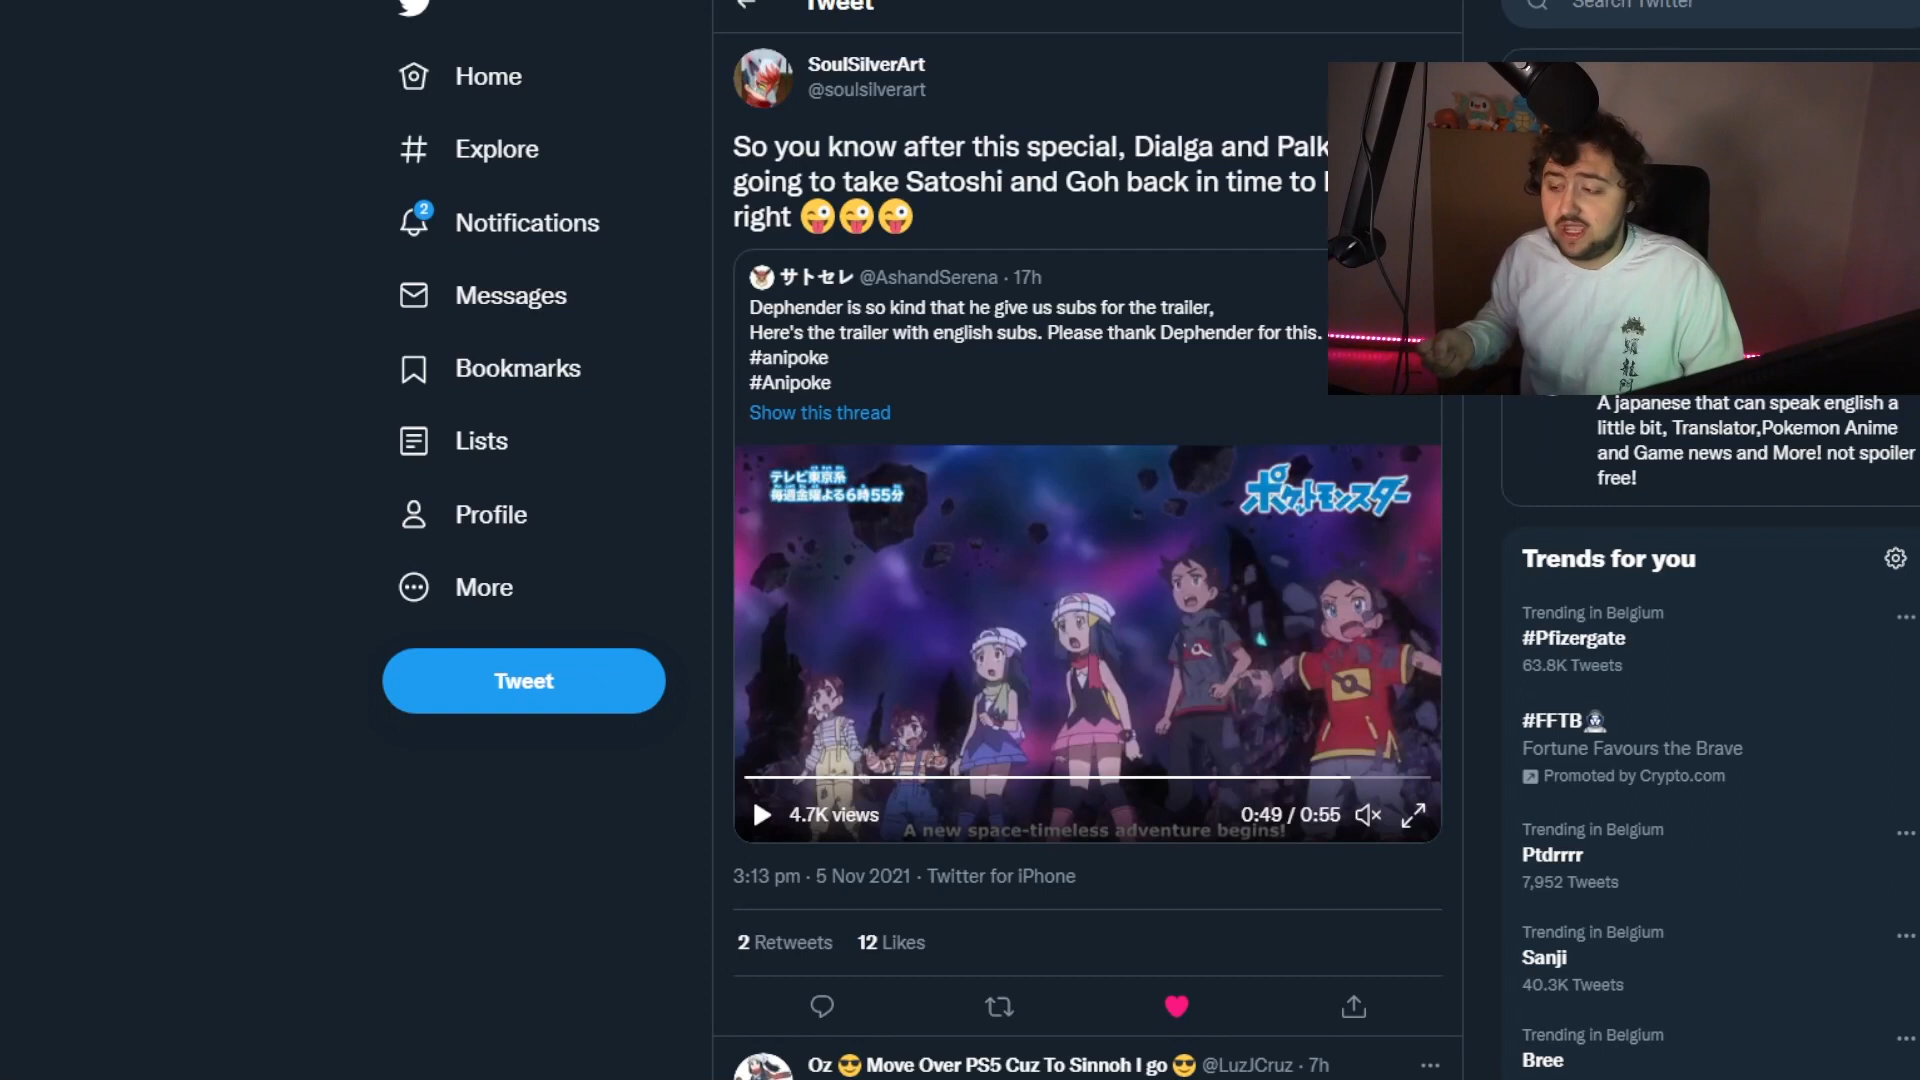 Tweet
Search Twitter
Home
Explore
2
Notifications
Messages
Bookmarks
Lists
Profile
More
Tweet
SoulSilverArt
@soulsilverart
So you know after this special, Dialga and Palk
going to take Satoshi and Goh back in time to
right 😜😜😜
サトセレ @AshandSerena · 17h
Dephender is so kind that he give us subs for the trailer,
Here's the trailer with english subs. Please thank Dephender for this.
#anipoke
#Anipoke
Show this thread
テレビ東京系
毎週金曜よる6時55分
ポケットモンスター
4.7K views
0:49 / 0:55
A new space-timeless adventure begins!
3:13 pm · 5 Nov 2021 · Twitter for iPhone
2 Retweets 12 Likes
Oz 😎 Move Over PS5 Cuz To Sinnoh I go 😎 @LuzJCruz · 7h
龍
門
A japanese that can speak english a
little bit, Translator,Pokemon Anime
and Game news and More! not spoiler
free!
Trends for you
Trending in Belgium
#Pfizergate
63.8K Tweets
#FFTB
Fortune Favours the Brave
Promoted by Crypto.com
Trending in Belgium
Ptdrrrr
7,952 Tweets
Trending in Belgium
Sanji
40.3K Tweets
Trending in Belgium
Bree